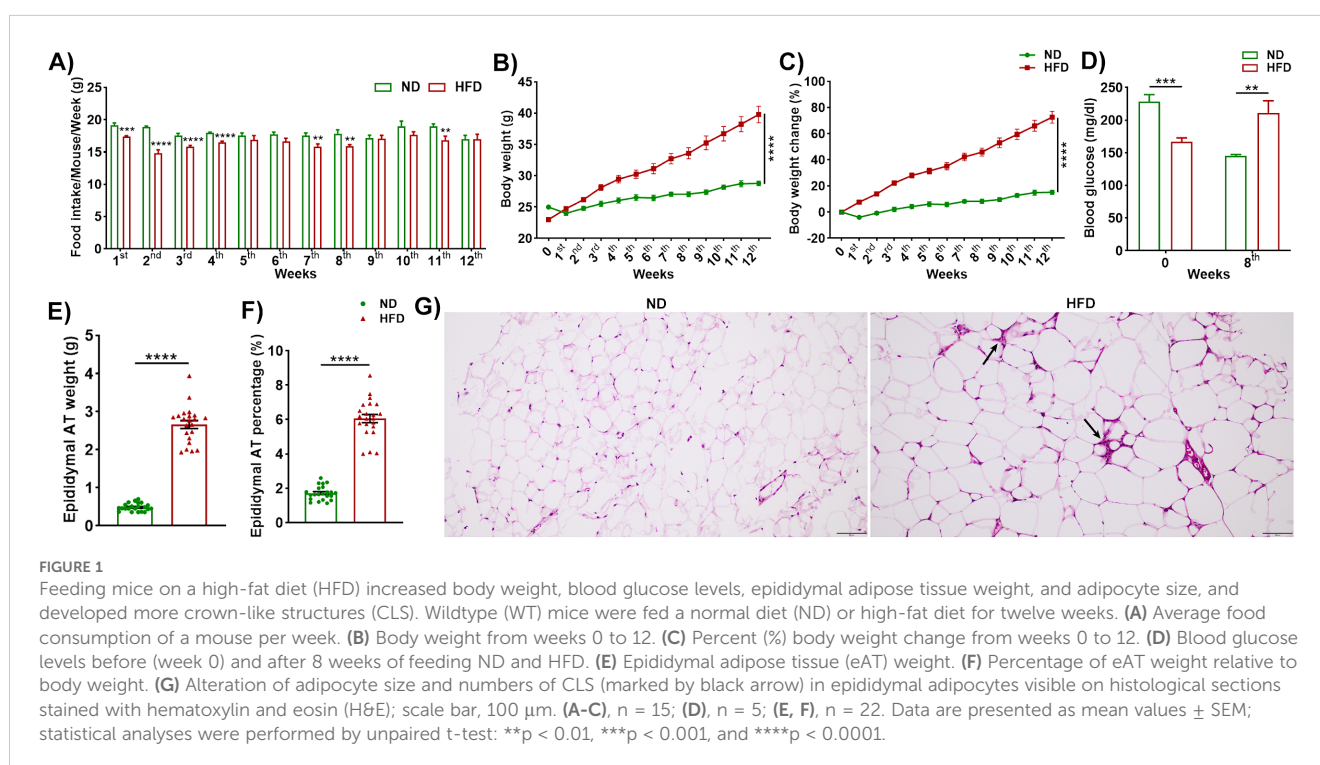 A)
Food intake/Mouse/Week (g)
25
20
15
10
5
0
ND
HFD
***
****
****
****
**
**
**
1st
2nd
3rd
4th
5th
6th
7th
8th
9th
10th
11th
12th
Weeks
B)
Body weight (g)
45
40
35
30
25
20
ND
HFD
****
0
1st
2nd
3rd
4th
5th
6th
7th
8th
9th
10th
11th
12th
Weeks
C)
Body weight change (%)
100
80
60
40
20
0
-20
ND
HFD
****
0
1st
2nd
3rd
4th
5th
6th
7th
8th
9th
10th
11th
12th
Weeks
D)
Blood glucose (mg/dl)
300
250
200
150
100
50
0
ND
HFD
***
**
0
8th
Weeks
E)
Epididymal AT weight (g)
5
4
3
2
1
0
****
F)
Epididymal AT percentage (%)
10
8
6
4
2
0
ND
HFD
****
G)
ND
HFD
FIGURE 1
Feeding mice on a high-fat diet (HFD) increased body weight, blood glucose levels, epididymal adipose tissue weight, and adipocyte size, and
developed more crown-like structures (CLS). Wildtype (WT) mice were fed a normal diet (ND) or high-fat diet for twelve weeks. (A) Average food
consumption of a mouse per week. (B) Body weight from weeks 0 to 12. (C) Percent (%) body weight change from weeks 0 to 12. (D) Blood glucose
levels before (week 0) and after 8 weeks of feeding ND and HFD. (E) Epididymal adipose tissue (eAT) weight. (F) Percentage of eAT weight relative to
body weight. (G) Alteration of adipocyte size and numbers of CLS (marked by black arrow) in epididymal adipocytes visible on histological sections
stained with hematoxylin and eosin (H&E); scale bar, 100 μm. (A-C), n = 15; (D), n = 5; (E, F), n = 22. Data are presented as mean values ± SEM;
statistical analyses were performed by unpaired t-test: **p < 0.01, ***p < 0.001, and ****p < 0.0001.